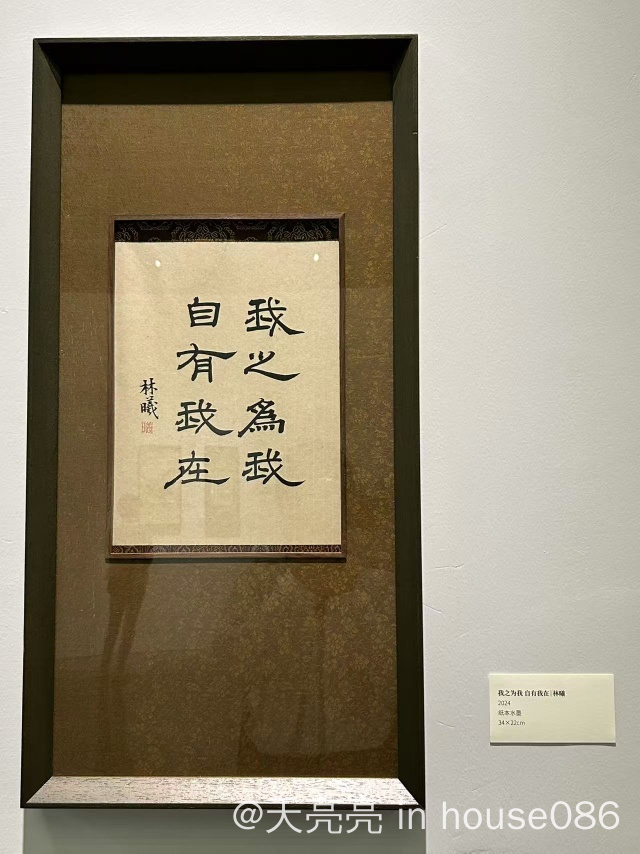 我之為我
自有我在
林曦
我之为我 自有我在 | 林曦
2024
纸本水墨
34×22cm
@大亮亮 in house086